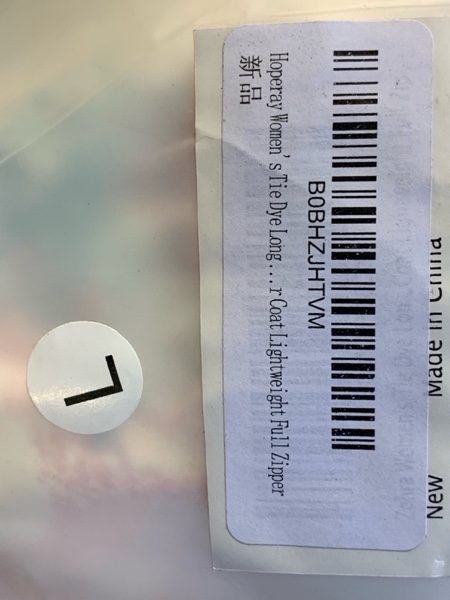 B0BHZJHTVM
Hoperay Women's Tie Dye Long ...r Coat Lightweight Full Zipper
新品
New
Made in China
L